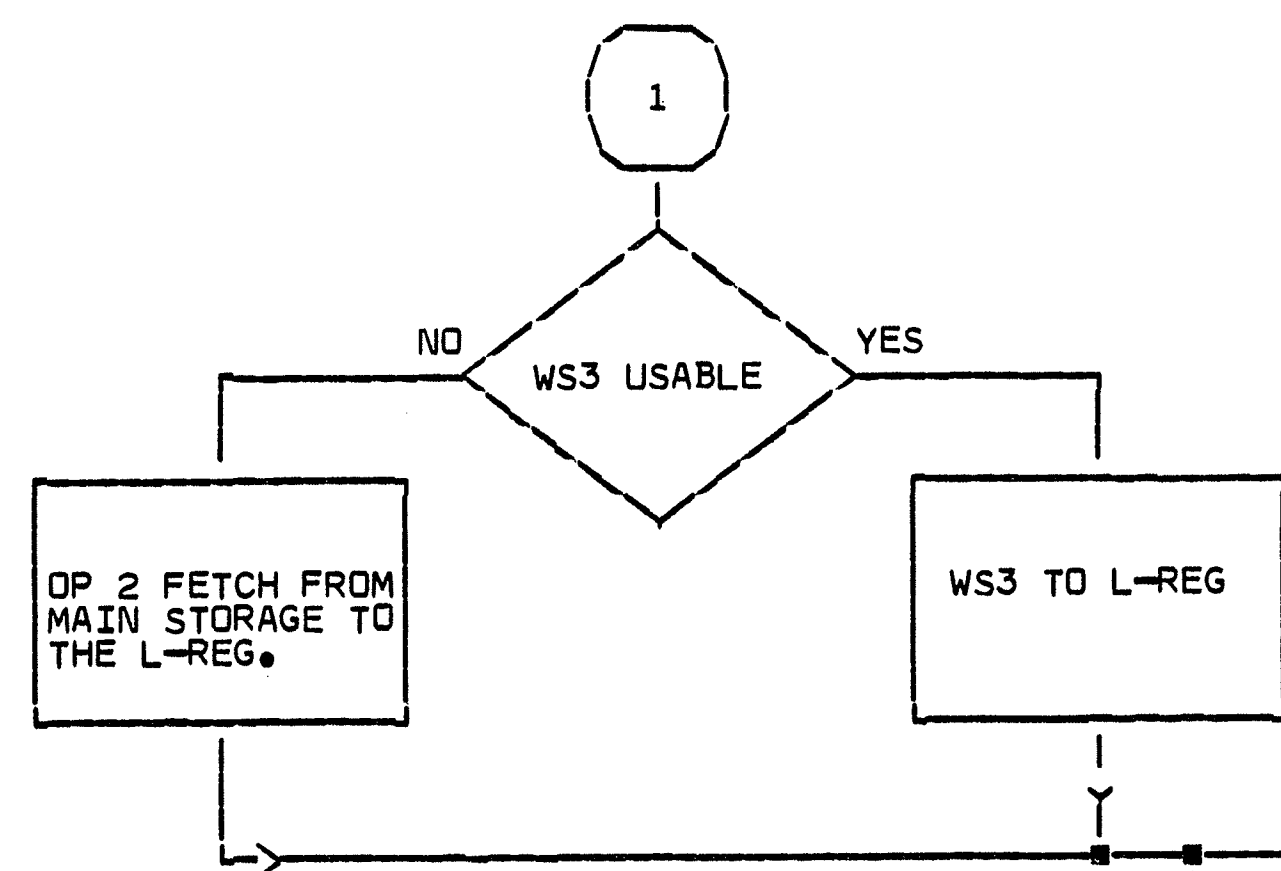 1
NO
YES
WS3 USABLE
OP 2 FETCH FROM
MAIN STORAGE TO
THE L-REG.
WS3 TO L-REG